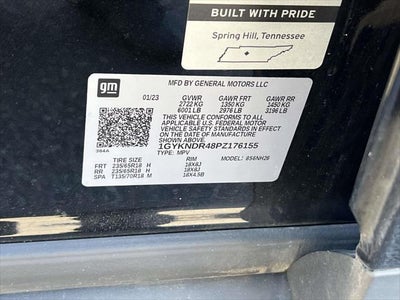 BUILT WITH PRIDE
Spring Hill, Tennessee
gm
MFD BY GENERAL MOTORS LLC
01/23 GVWR GAWR FRT GAWR RR
2722 KG 1350 KG 1450 KG
6001 LB 2976 LB 3196 LB
THIS VEHICLE CONFORMS TO ALL
APPLICABLE U.S. FEDERAL MOTOR
VEHICLE SAFETY STANDARDS IN EFFECT ON
THE DATE OF MANUFACTURE SHOWN ABOVE.
1GYKNDR48PZ176155
TYPE: MPV MODEL: 6NH26
TIRE SIZE RIM
FRT 235/65R18 H 18X8J
RR 235/65R18 H 18X8J
SPA T135/70R18 M 18X4.5B